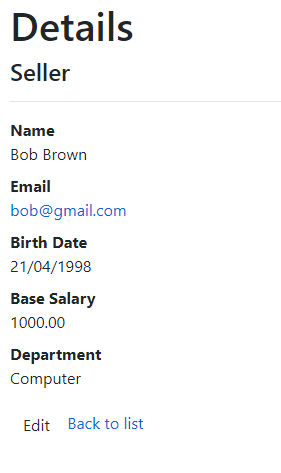 Details
Seller
Name
Bob Brown
Email
bob@gmail.com
Birth Date
21/04/1998
Base Salary
1000.00
Department
Computer
Edit Back to list